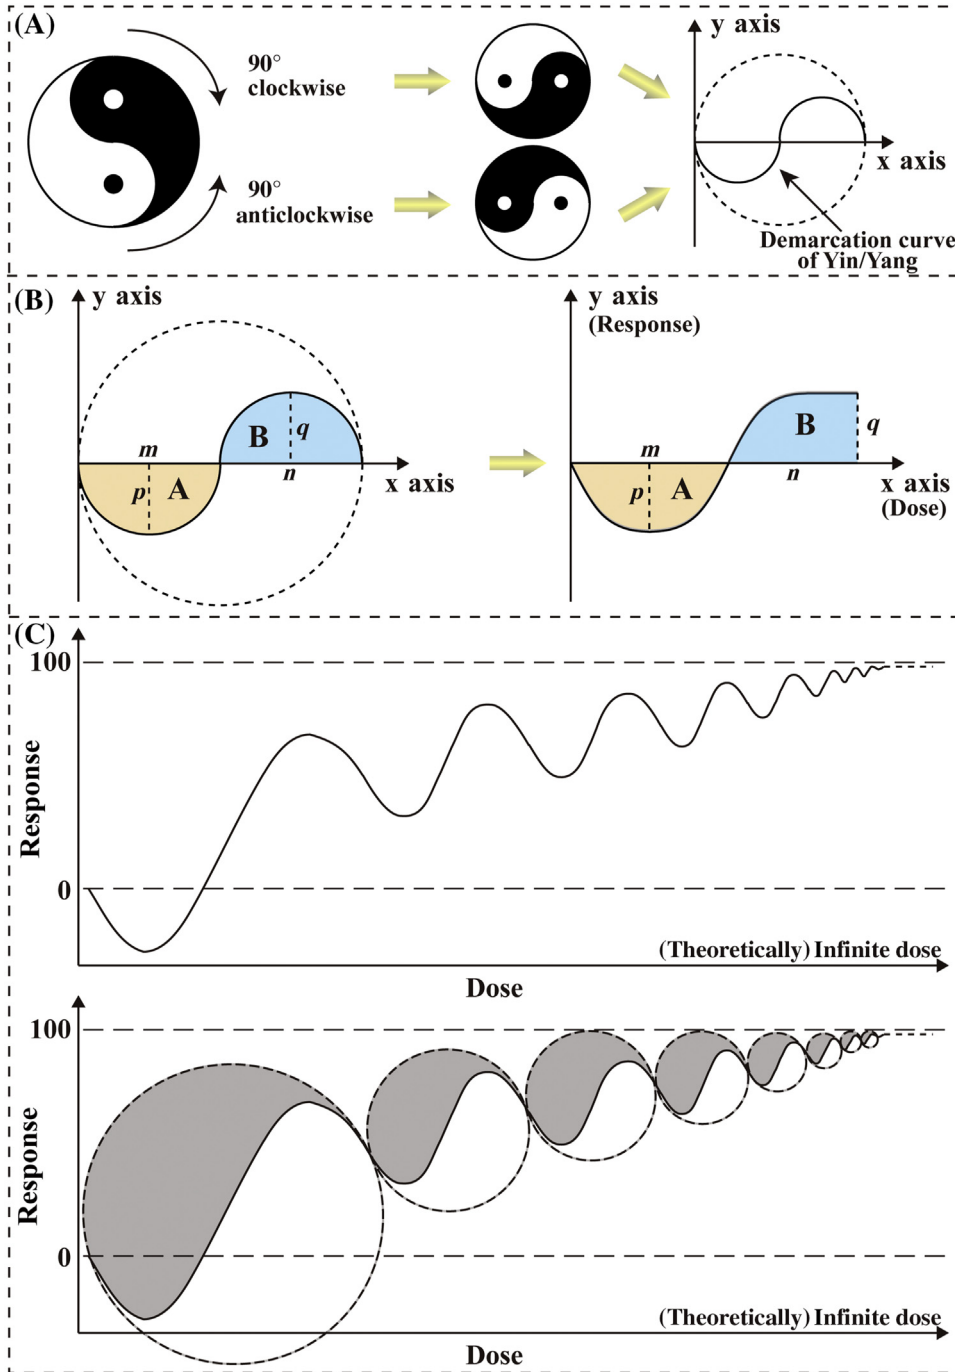 (A)
90°
clockwise
90°
anticlockwise
y axis
x axis
Demarcation curve
of Yin/Yang
(B)
y axis
m
B
q
p
A
n
x axis
y axis
(Response)
m
B
q
p
A
n
x axis
(Dose)
(C)
100
Response
0
(Theoretically) Infinite dose
Dose
100
Response
0
(Theoretically) Infinite dose
Dose